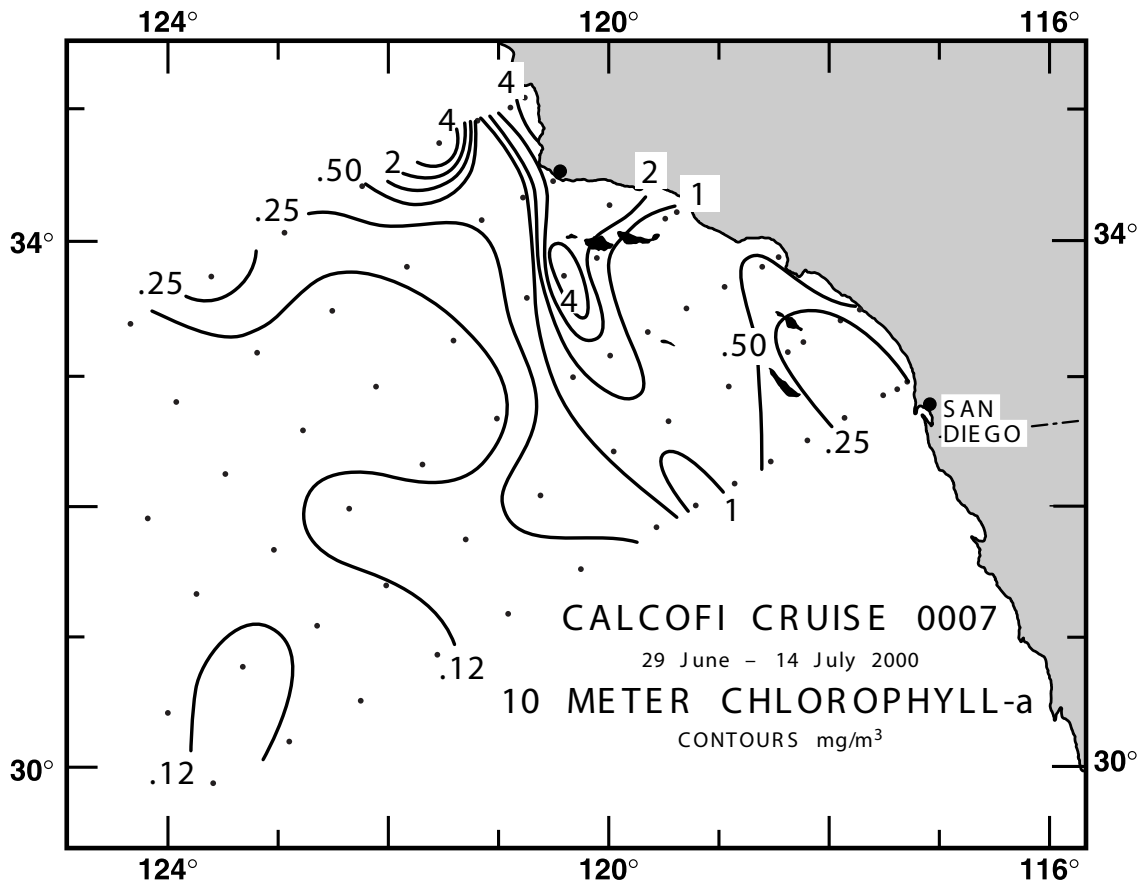 124° 120° 116°
4
4
.50 2 2 1
.25
34° 34°
.25
4
.50
SAN
DIEGO
.25
1
CALCOFI CRUISE 0007
29 June – 14 July 2000
.12
10 METER CHLOROPHYLL-a
CONTOURS mg/m³
30° .12 30°
124° 120° 116°